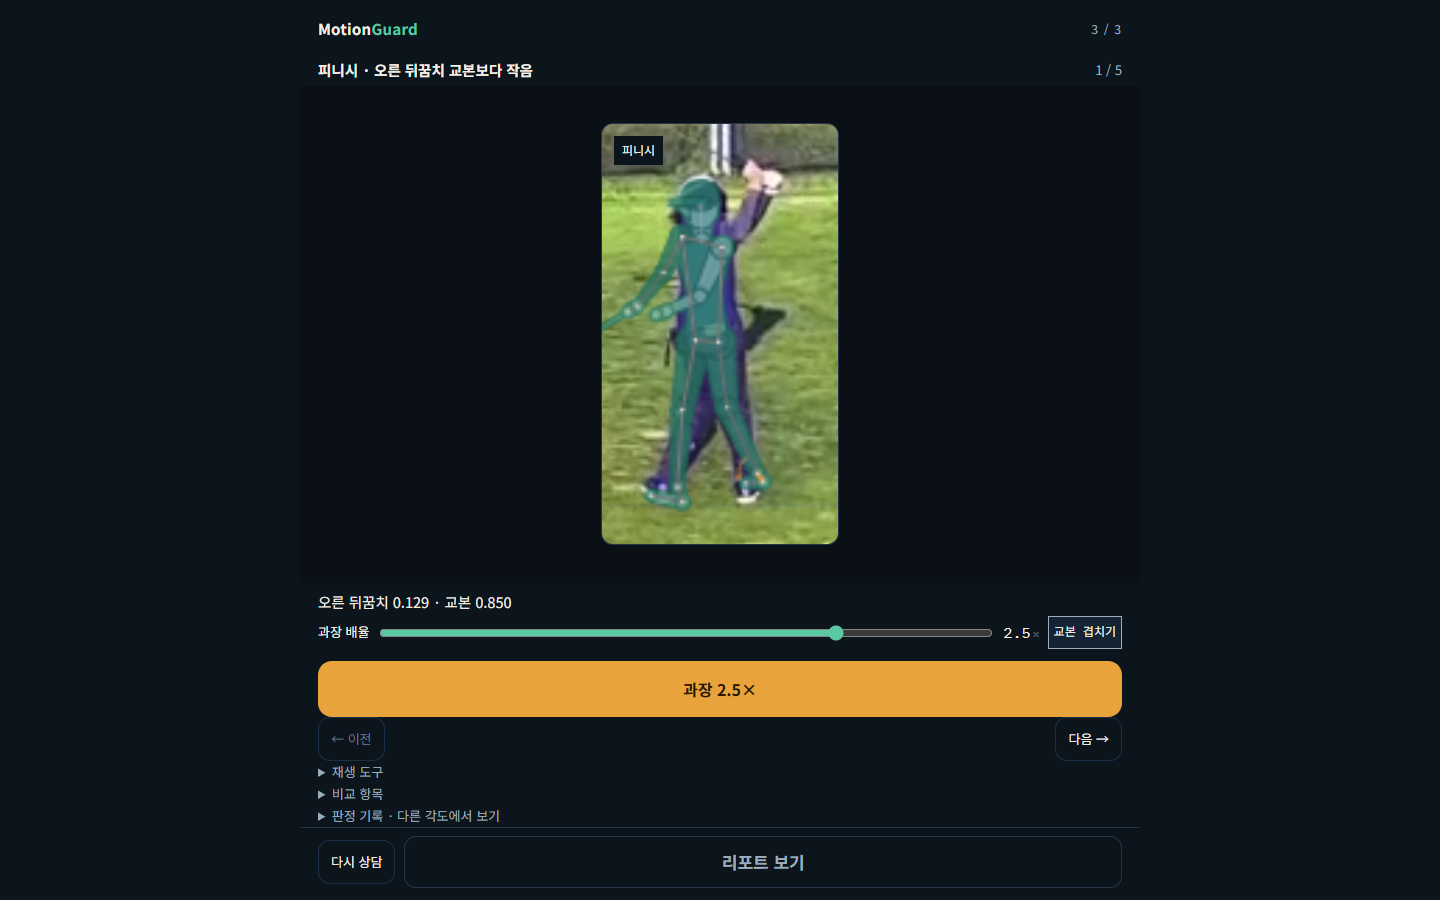 MotionGuard
3 / 3
피니시 · 오른 뒤꿈치 교본보다 작음
1 / 5
피니시
오른 뒤꿈치 0.129 · 교본 0.850
과장 배율
2.5×
교본 겹치기
과장 2.5×
← 이전
다음 →
▶ 재생 도구
▶ 비교 항목
▶ 판정 기록 · 다른 각도에서 보기
다시 상담
리포트 보기